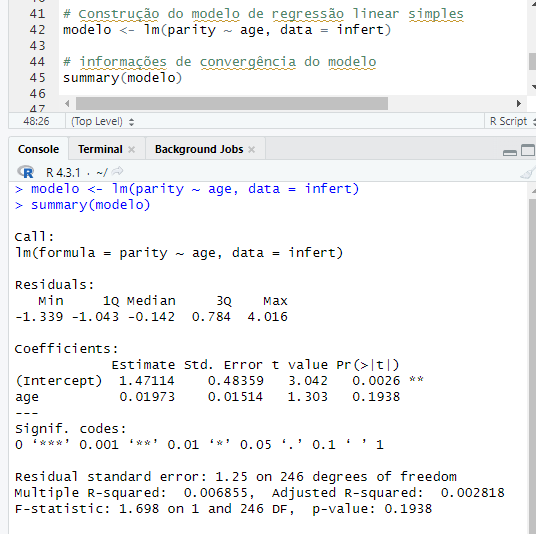 41 # Construção do modelo de regressão linear simples
42 modelo <- lm(parity ~ age, data = infert)
43
44 # informações de convergência do modelo
45 summary(modelo)
46
47
48:26 (Top Level) R Script
Console Terminal Background Jobs
R R 4.3.1 · ~/
> modelo <- lm(parity ~ age, data = infert)
> summary(modelo)
Call:
lm(formula = parity ~ age, data = infert)
Residuals:
Min 1Q Median 3Q Max
-1.339 -1.043 -0.142 0.784 4.016
Coefficients:
Estimate Std. Error t value Pr(>|t|)
(Intercept) 1.47114 0.48359 3.042 0.0026 **
age 0.01973 0.01514 1.303 0.1938
---
Signif. codes:
0 ‘***’ 0.001 ‘**’ 0.01 ‘*’ 0.05 ‘.’ 0.1 ‘ ’ 1
Residual standard error: 1.25 on 246 degrees of freedom
Multiple R-squared: 0.006855, Adjusted R-squared: 0.002818
F-statistic: 1.698 on 1 and 246 DF, p-value: 0.1938